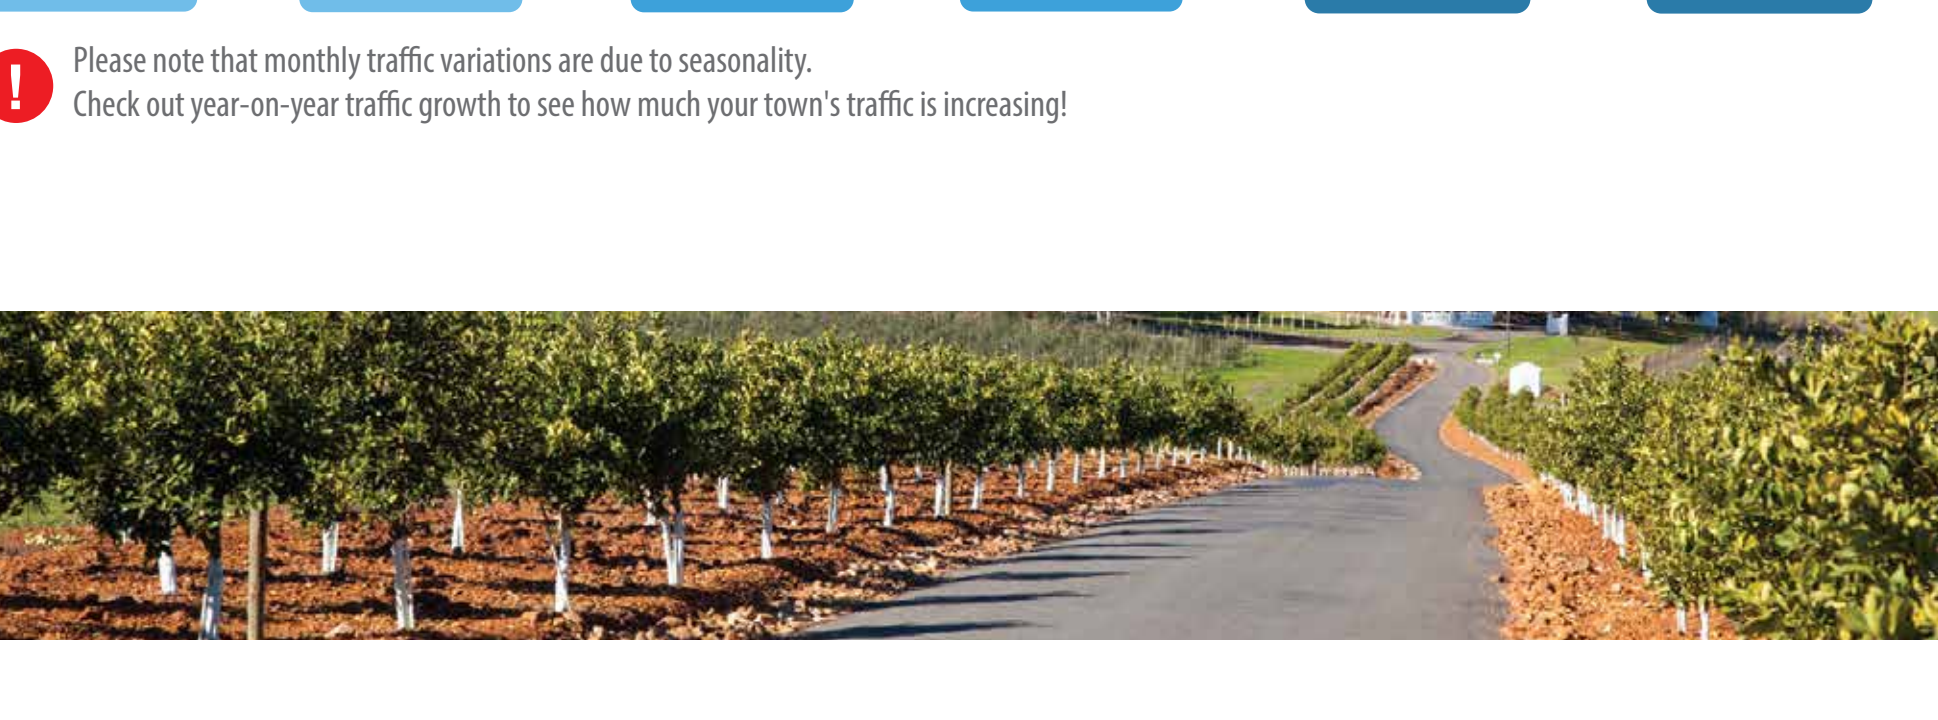 !
Please note that monthly traffic variations are due to seasonality.
Check out year-on-year traffic growth to see how much your town's traffic is increasing!